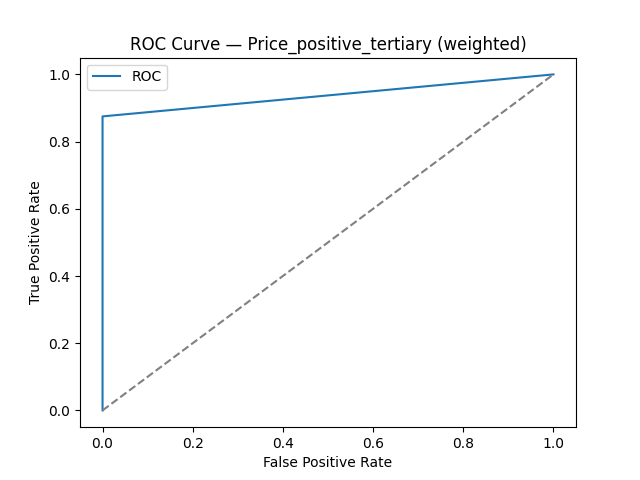 ROC Curve — Price_positive_tertiary (weighted)
ROC
True Positive Rate
1.0
0.8
0.6
0.4
0.2
0.0
0.0 0.2 0.4 0.6 0.8 1.0
False Positive Rate